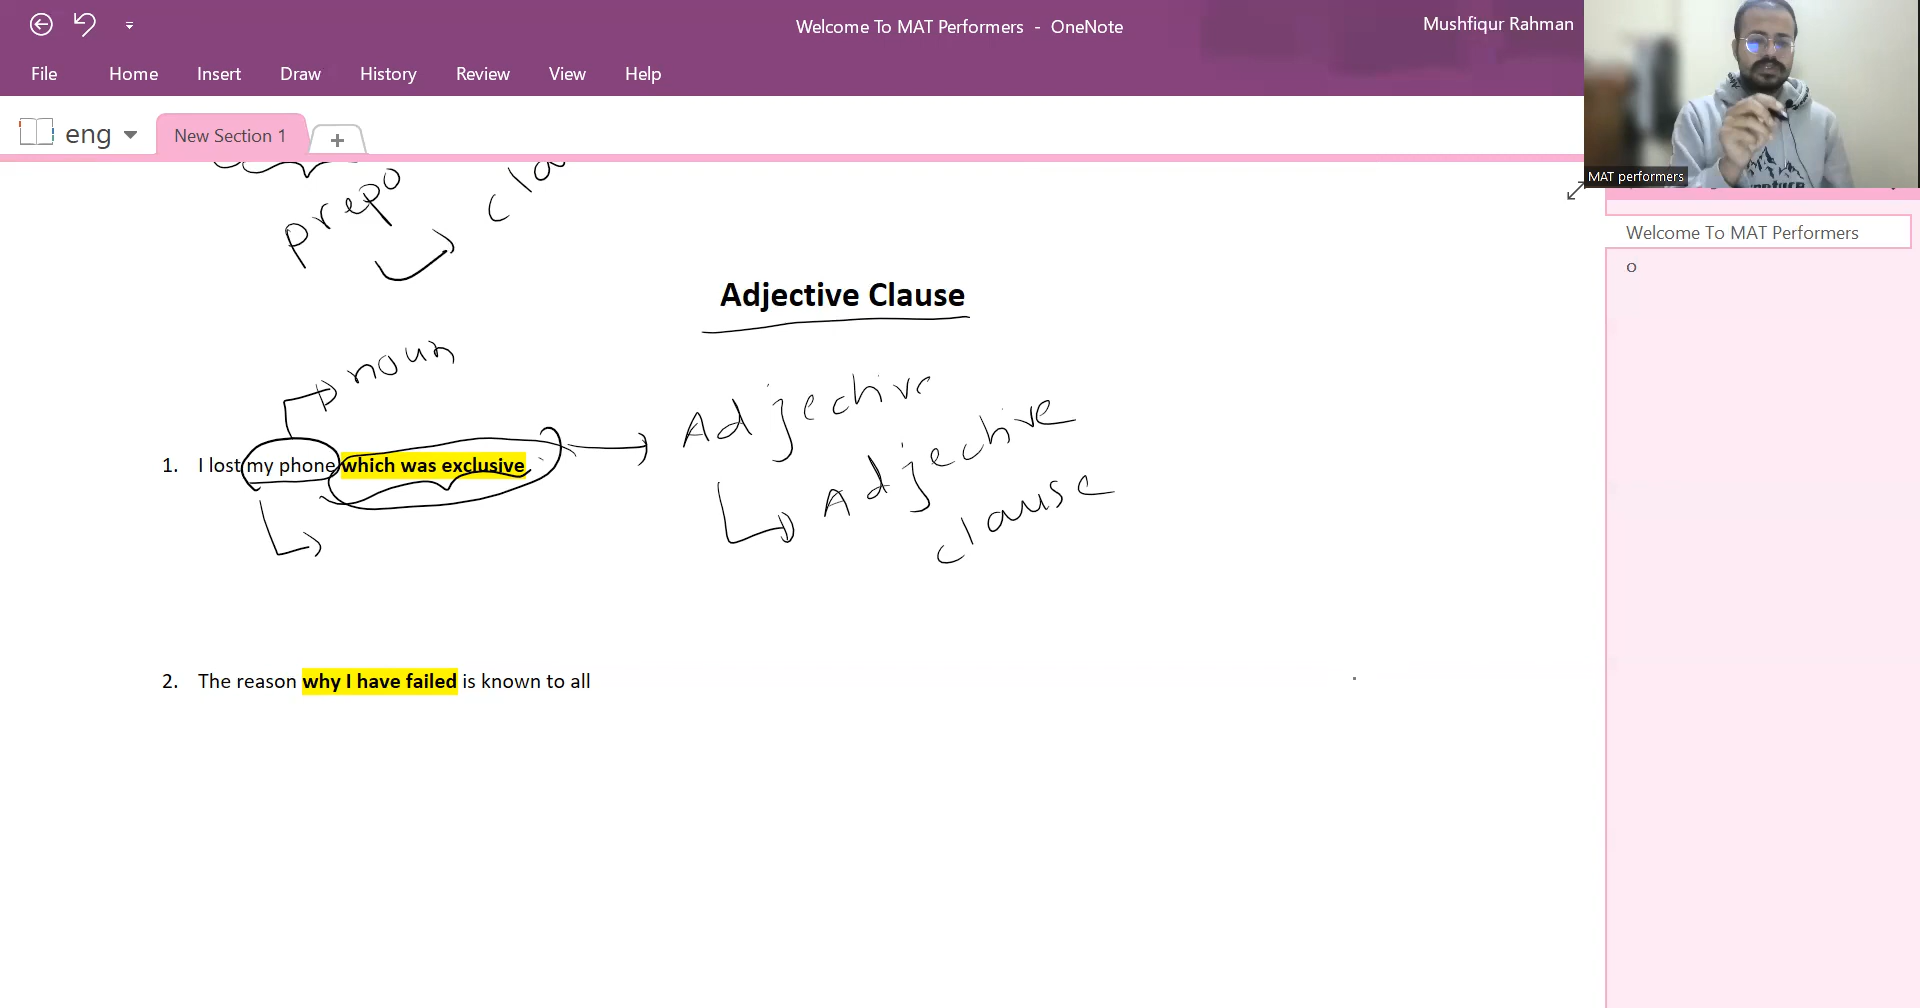 Welcome To MAT Performers - OneNote
Mushfiqur Rahman
File Home Insert Draw History Review View Help
MAT performers
eng
New Section 1
+
Welcome To MAT Performers
o
prepo
cla
Adjective Clause
noun
Adjective
1. I lost my phone which was exclusive.
Adjective
clause
2. The reason why I have failed is known to all